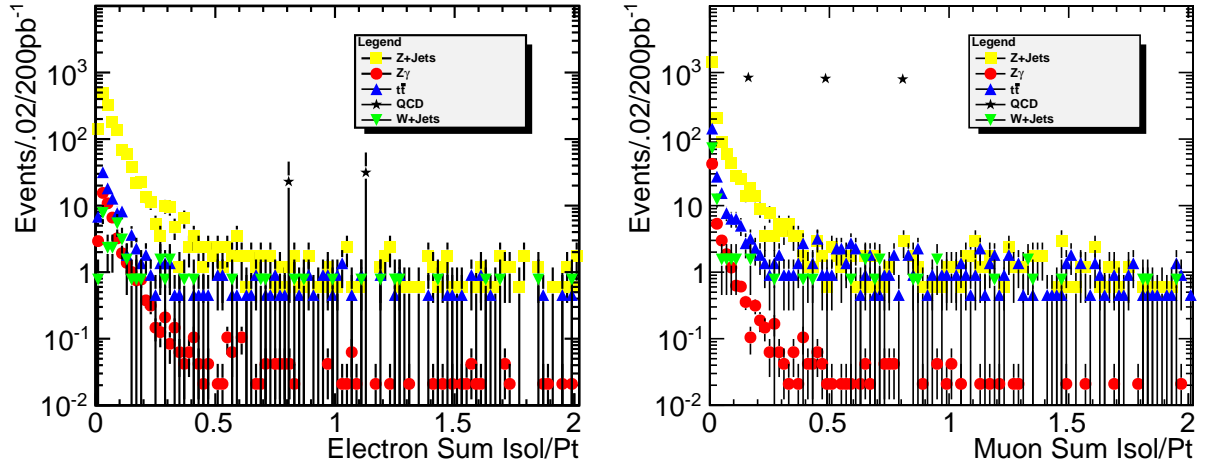 Events/.02/200pb⁻¹
10³
10²
10
1
10⁻¹
10⁻²
Legend
Z+Jets
Zγ
tt̅
QCD
W+Jets
0 0.5 1 1.5 2
Electron Sum Isol/Pt
Events/.02/200pb⁻¹
10³
10²
10
1
10⁻¹
10⁻²
Legend
Z+Jets
Zγ
tt̅
QCD
W+Jets
0 0.5 1 1.5 2
Muon Sum Isol/Pt